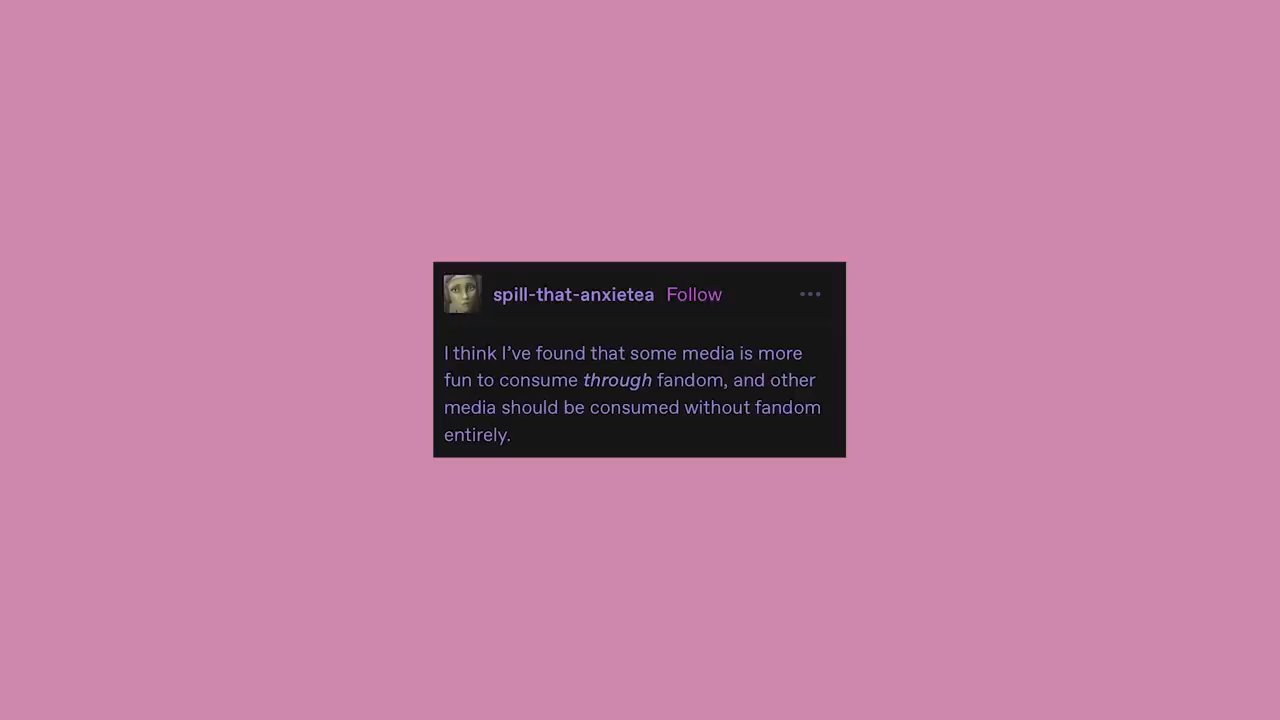 spill-that-anxietea Follow
I think I’ve found that some media is more
fun to consume through fandom, and other
media should be consumed without fandom
entirely.